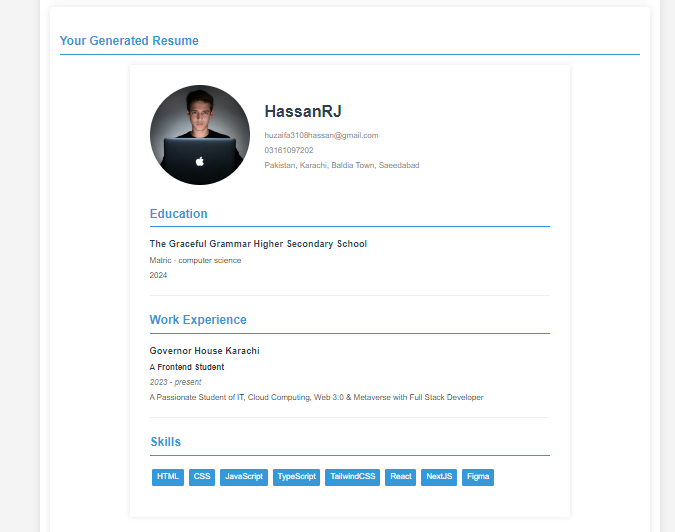 Your Generated Resume
HassanRJ
huzaifa3108hassan@gmail.com
03161097202
Pakistan, Karachi, Baldia Town, Saeedabad
Education
The Graceful Grammar Higher Secondary School
Matric - computer science
2024
Work Experience
Governor House Karachi
A Frontend Student
2023 - present
A Passionate Student of IT, Cloud Computing, Web 3.0 & Metaverse with Full Stack Developer
Skills
HTML CSS JavaScript TypeScript TailwindCSS React NextJS Figma